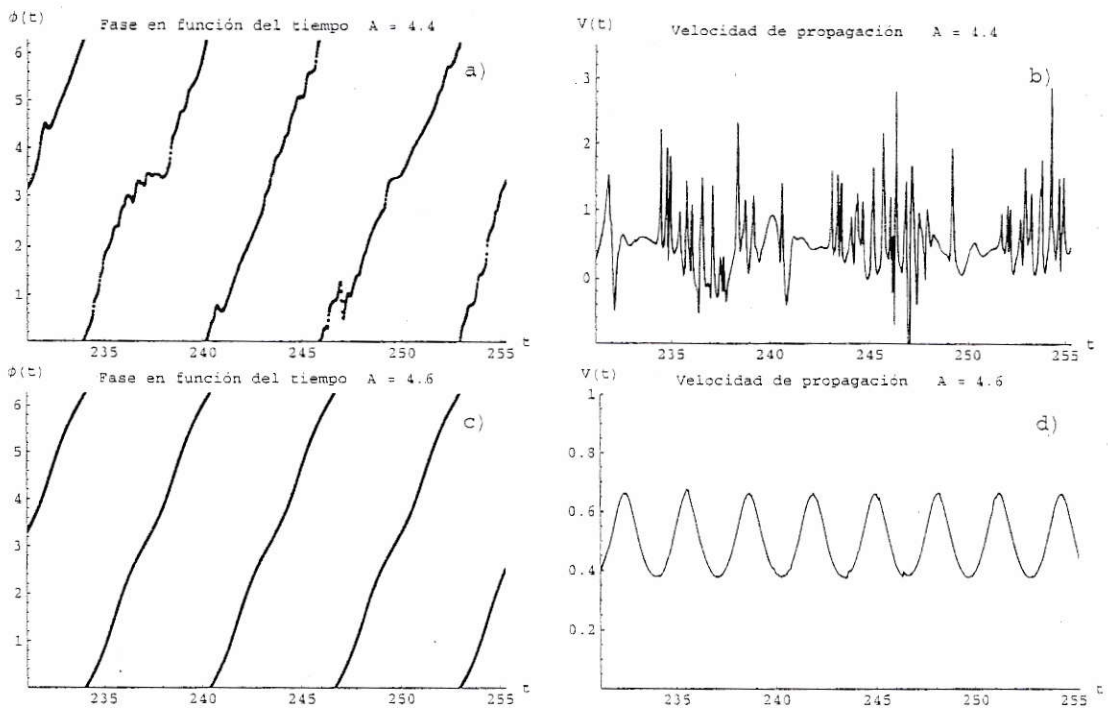 ϕ(t)
Fase en función del tiempo A = 4.4
6
5
4
3
2
1
235 240 245 250 255 t
a)
V(t)
Velocidad de propagación A = 4.4
3
2
1
0
1
235 240 245 250 255 t
b)
ϕ(t)
Fase en función del tiempo A = 4.6
6
5
4
3
2
1
235 240 245 250 255 t
c)
V(t)
Velocidad de propagación A = 4.6
1
0.8
0.6
0.4
0.2
235 240 245 250 255 t
d)